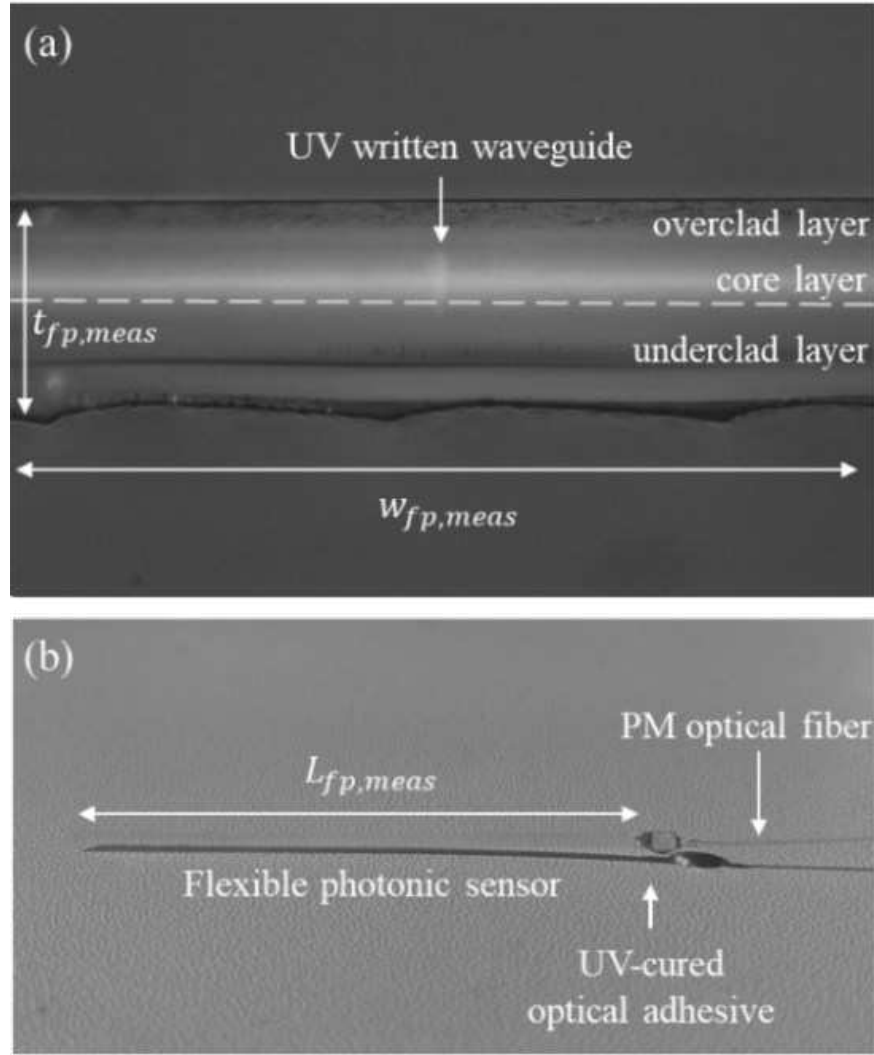 (a)
UV written waveguide
overclad layer
core layer
t_{fp,meas}
underclad layer
w_{fp,meas}
(b)
PM optical fiber
L_{fp,meas}
Flexible photonic sensor
UV-cured
optical adhesive